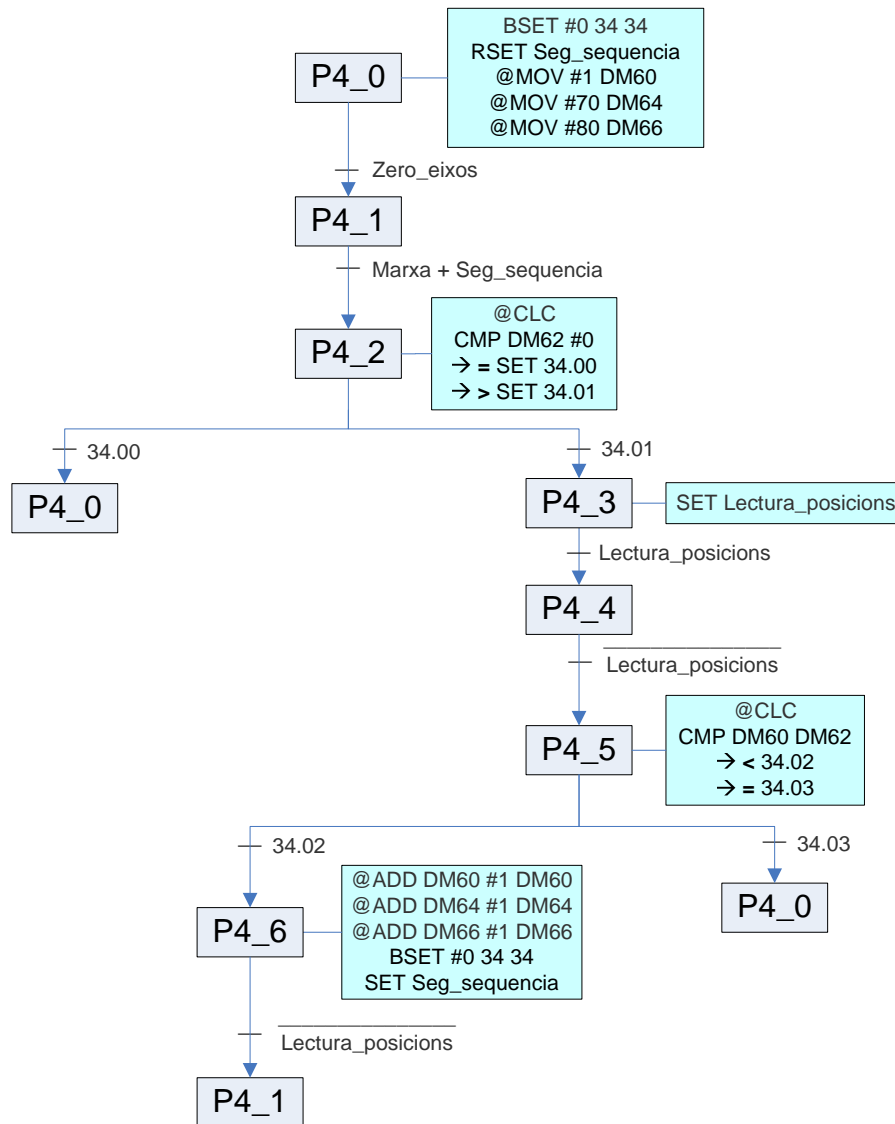 P4_0
BSET #0 34 34
RSET Seg_sequencia
@MOV #1 DM60
@MOV #70 DM64
@MOV #80 DM66
Zero_eixos
P4_1
Marxa + Seg_sequencia
P4_2
@CLC
CMP DM62 #0
→ = SET 34.00
→ > SET 34.01
34.00
34.01
P4_0
P4_3
SET Lectura_posicions
Lectura_posicions
P4_4
Lectura_posicions
P4_5
@CLC
CMP DM60 DM62
→ < 34.02
→ = 34.03
34.02
34.03
P4_6
@ADD DM60 #1 DM60
@ADD DM64 #1 DM64
@ADD DM66 #1 DM66
BSET #0 34 34
SET Seg_sequencia
P4_0
Lectura_posicions
P4_1